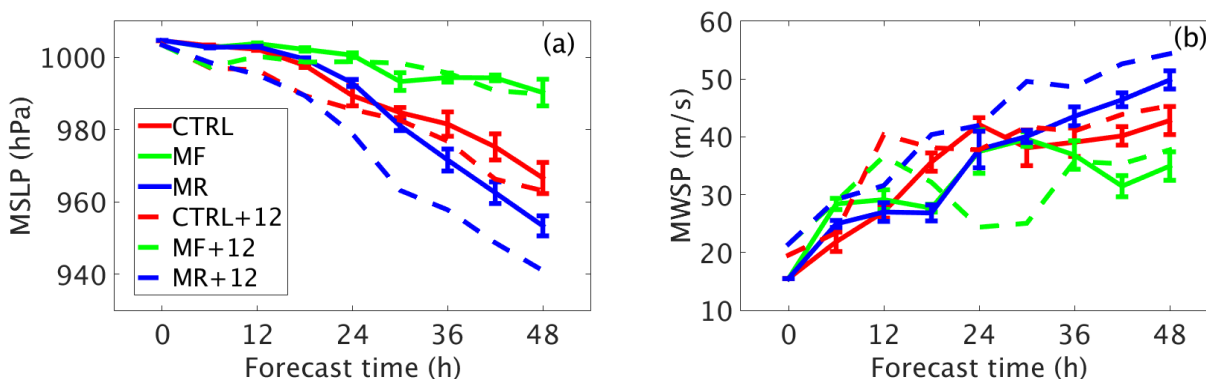 (a)
MSLP (hPa)
1000
980
960
940
CTRL
MF
MR
CTRL+12
MF+12
MR+12
0 12 24 36 48
Forecast time (h)
(b)
MWSP (m/s)
60
50
40
30
20
10
0 12 24 36 48
Forecast time (h)